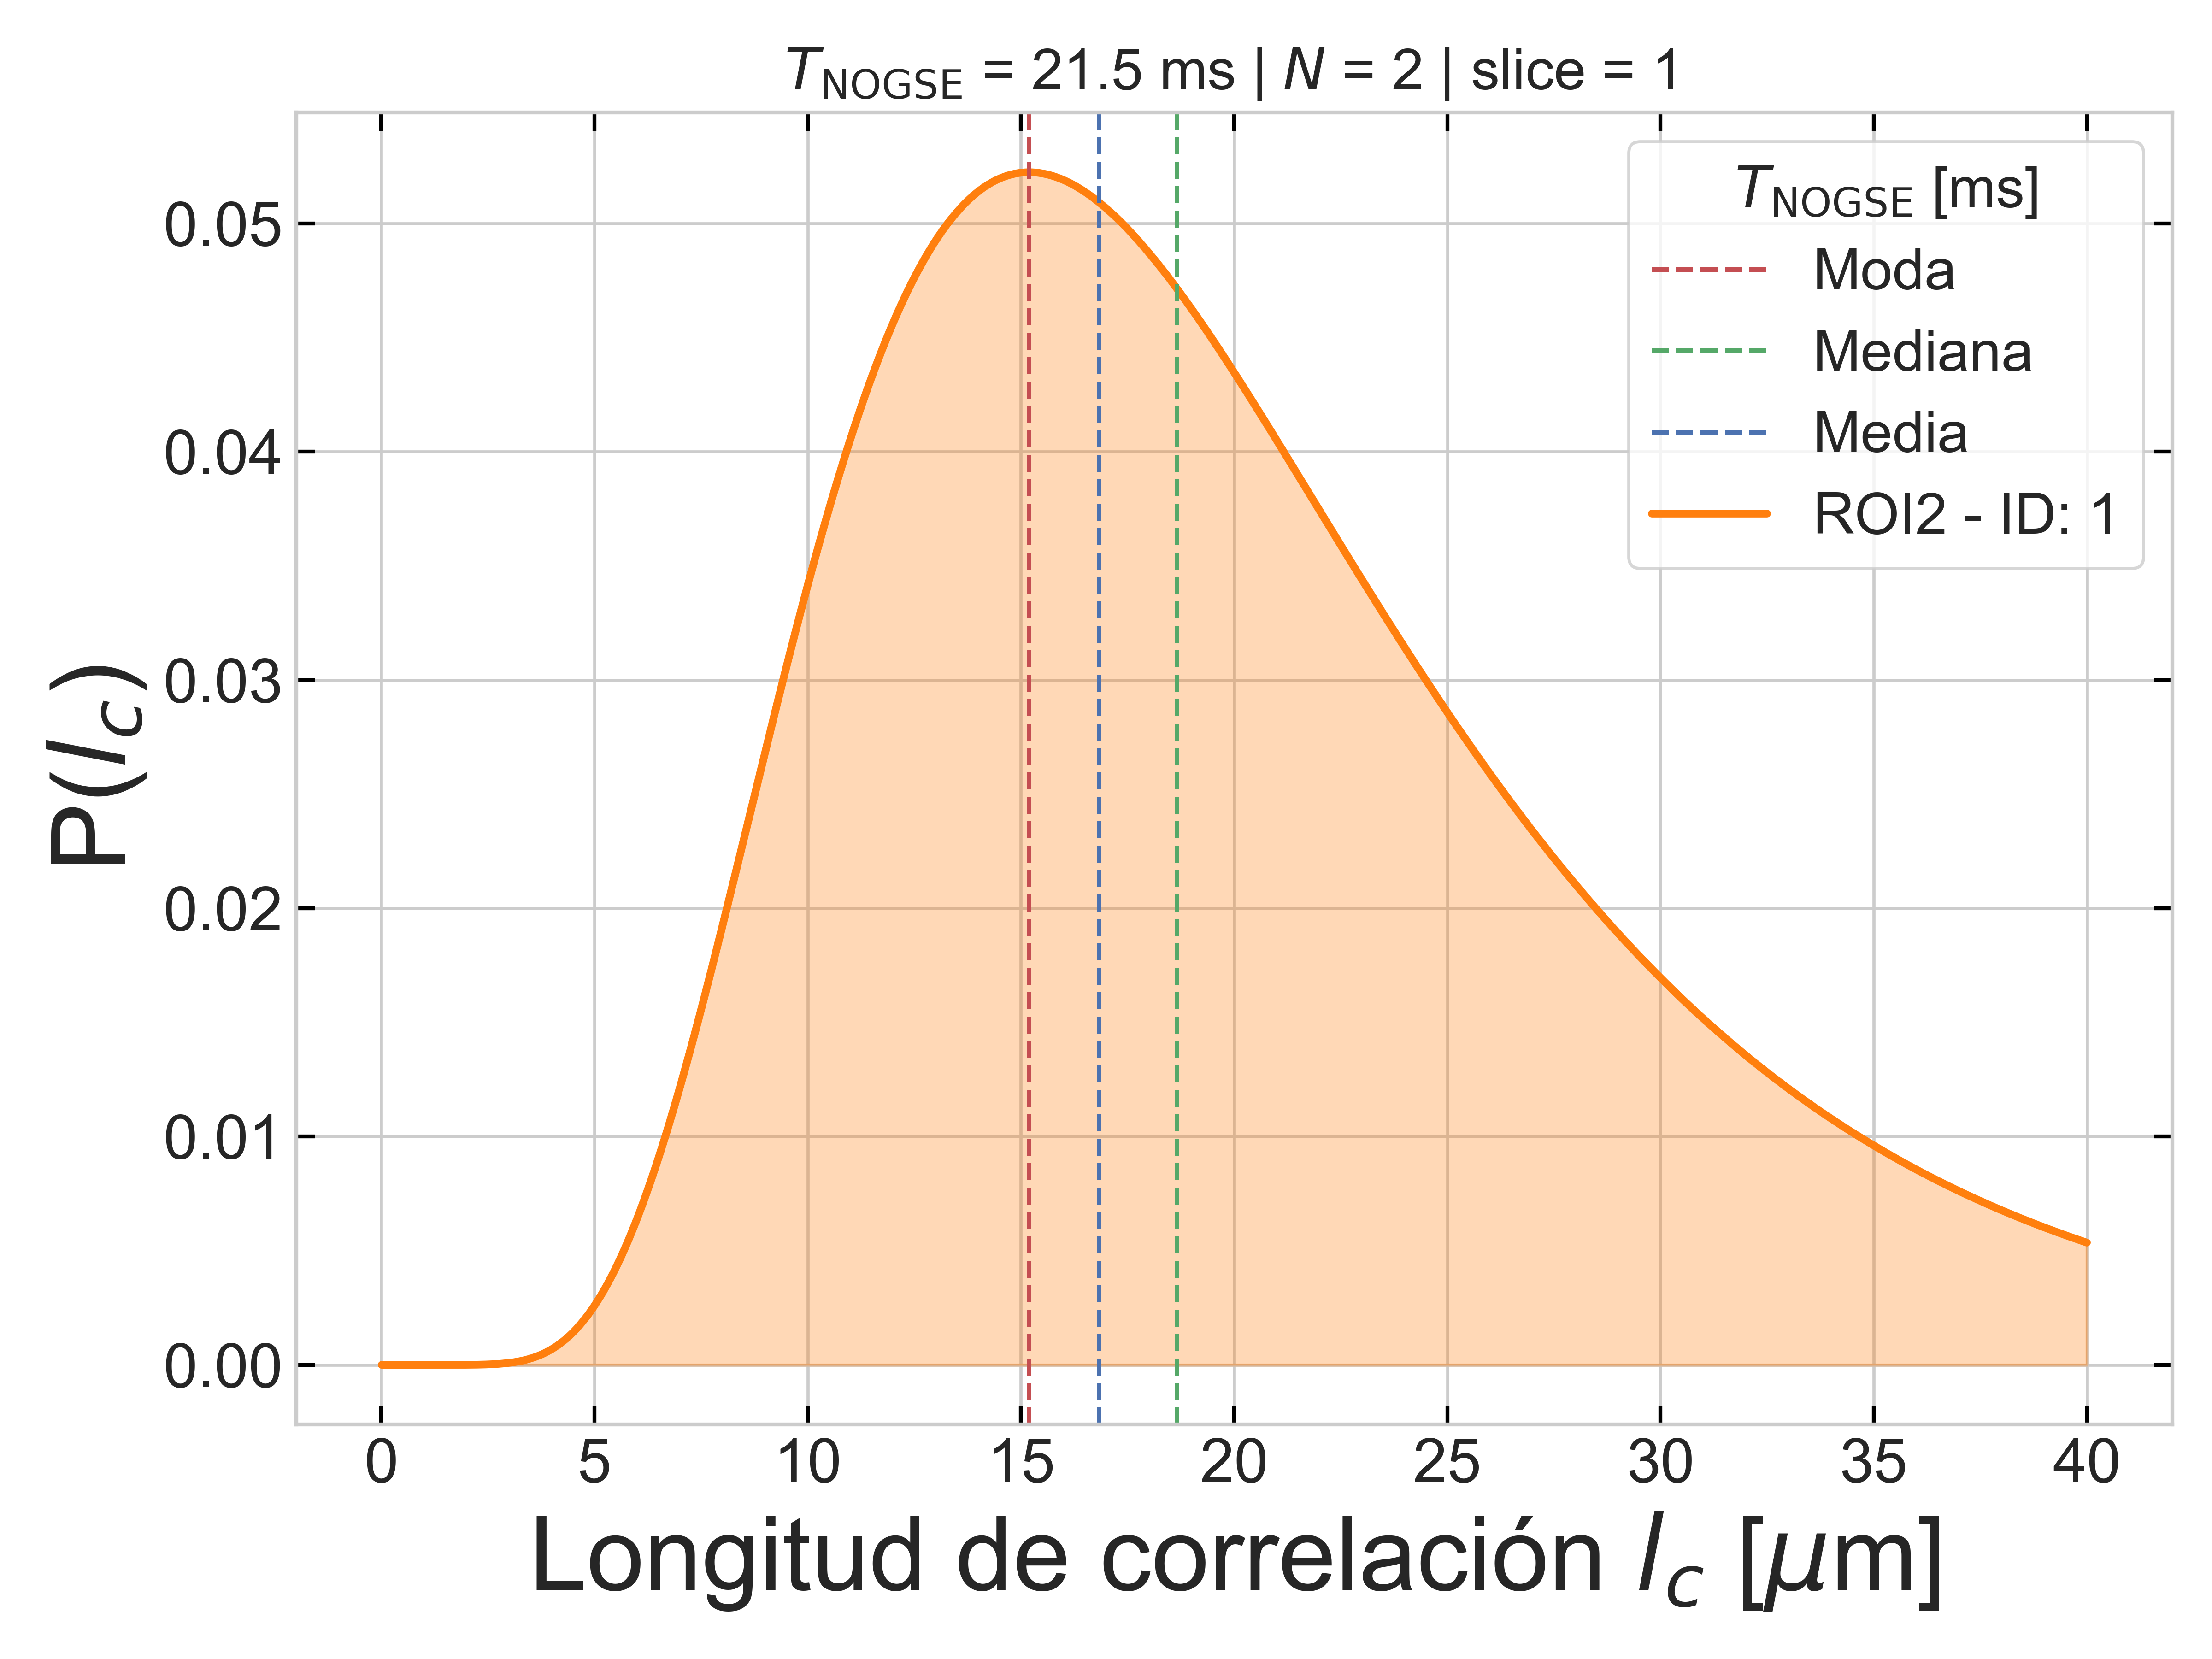 T_NOGSE = 21.5 ms | N = 2 | slice = 1
T_NOGSE [ms]
Moda
Mediana
Media
ROI2 - ID: 1
P(l_c)
0.05
0.04
0.03
0.02
0.01
0.00
0 5 10 15 20 25 30 35 40
Longitud de correlación l_c [μm]